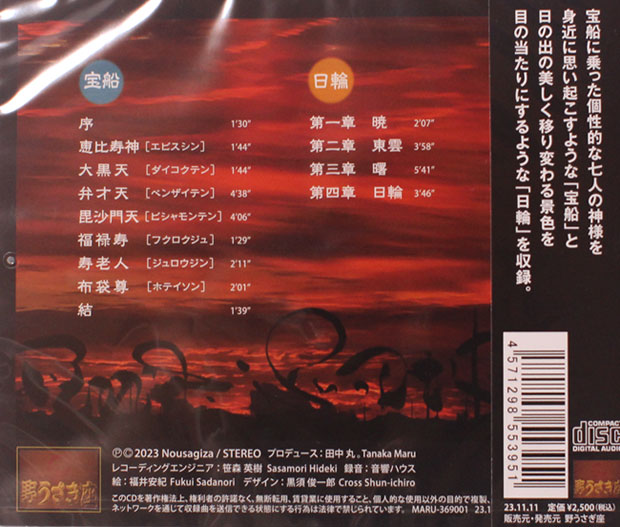 宝船
序 1'30"
恵比寿神[エビスシン] 1'44"
大黒天[ダイコクテン] 1'44"
弁才天[ベンザイテン] 4'38"
毘沙門天[ビシャモンテン] 4'06"
福禄寿[フクロクジュ] 1'29"
寿老人[ジュロウジン] 2'11"
布袋尊[ホテイソン] 2'01"
結 1'39"
日輪
第一章 暁 2'07"
第二章 東雲 3'58"
第三章 曙 5'41"
第四章 日輪 3'46"
宝船に乗った個性的な七人の神様を
身近に思い起こすような「宝船」と
日の出の美しく移り変わる景色を
目の当たりにするような「日輪」を収録。
4571298553951
COMPACT
disc
DIGITAL AUDIO
ⓅⒸ2023 Nousagiza / STEREO プロデュース:田中 丸。Tanaka Maru
レコーディングエンジニア:笹森 英樹 Sasamori Hideki 録音:音響ハウス
絵:福井安紀 Fukui Sadanori デザイン:黒須 俊一郎 Cross Shun-ichiro
このCDを著作権法上、権利者の許諾なく、無断転用、賃貸業に使用すること、個人的な使用以外の目的で複製、
ネットワークを通じて収録曲を送信できる状態にする行為は法律で禁じられています。 MARU-369001 23.1
野うさぎ座
23.11.11 定価 ¥2,500(税込)
販売元・発売元 野うさぎ座